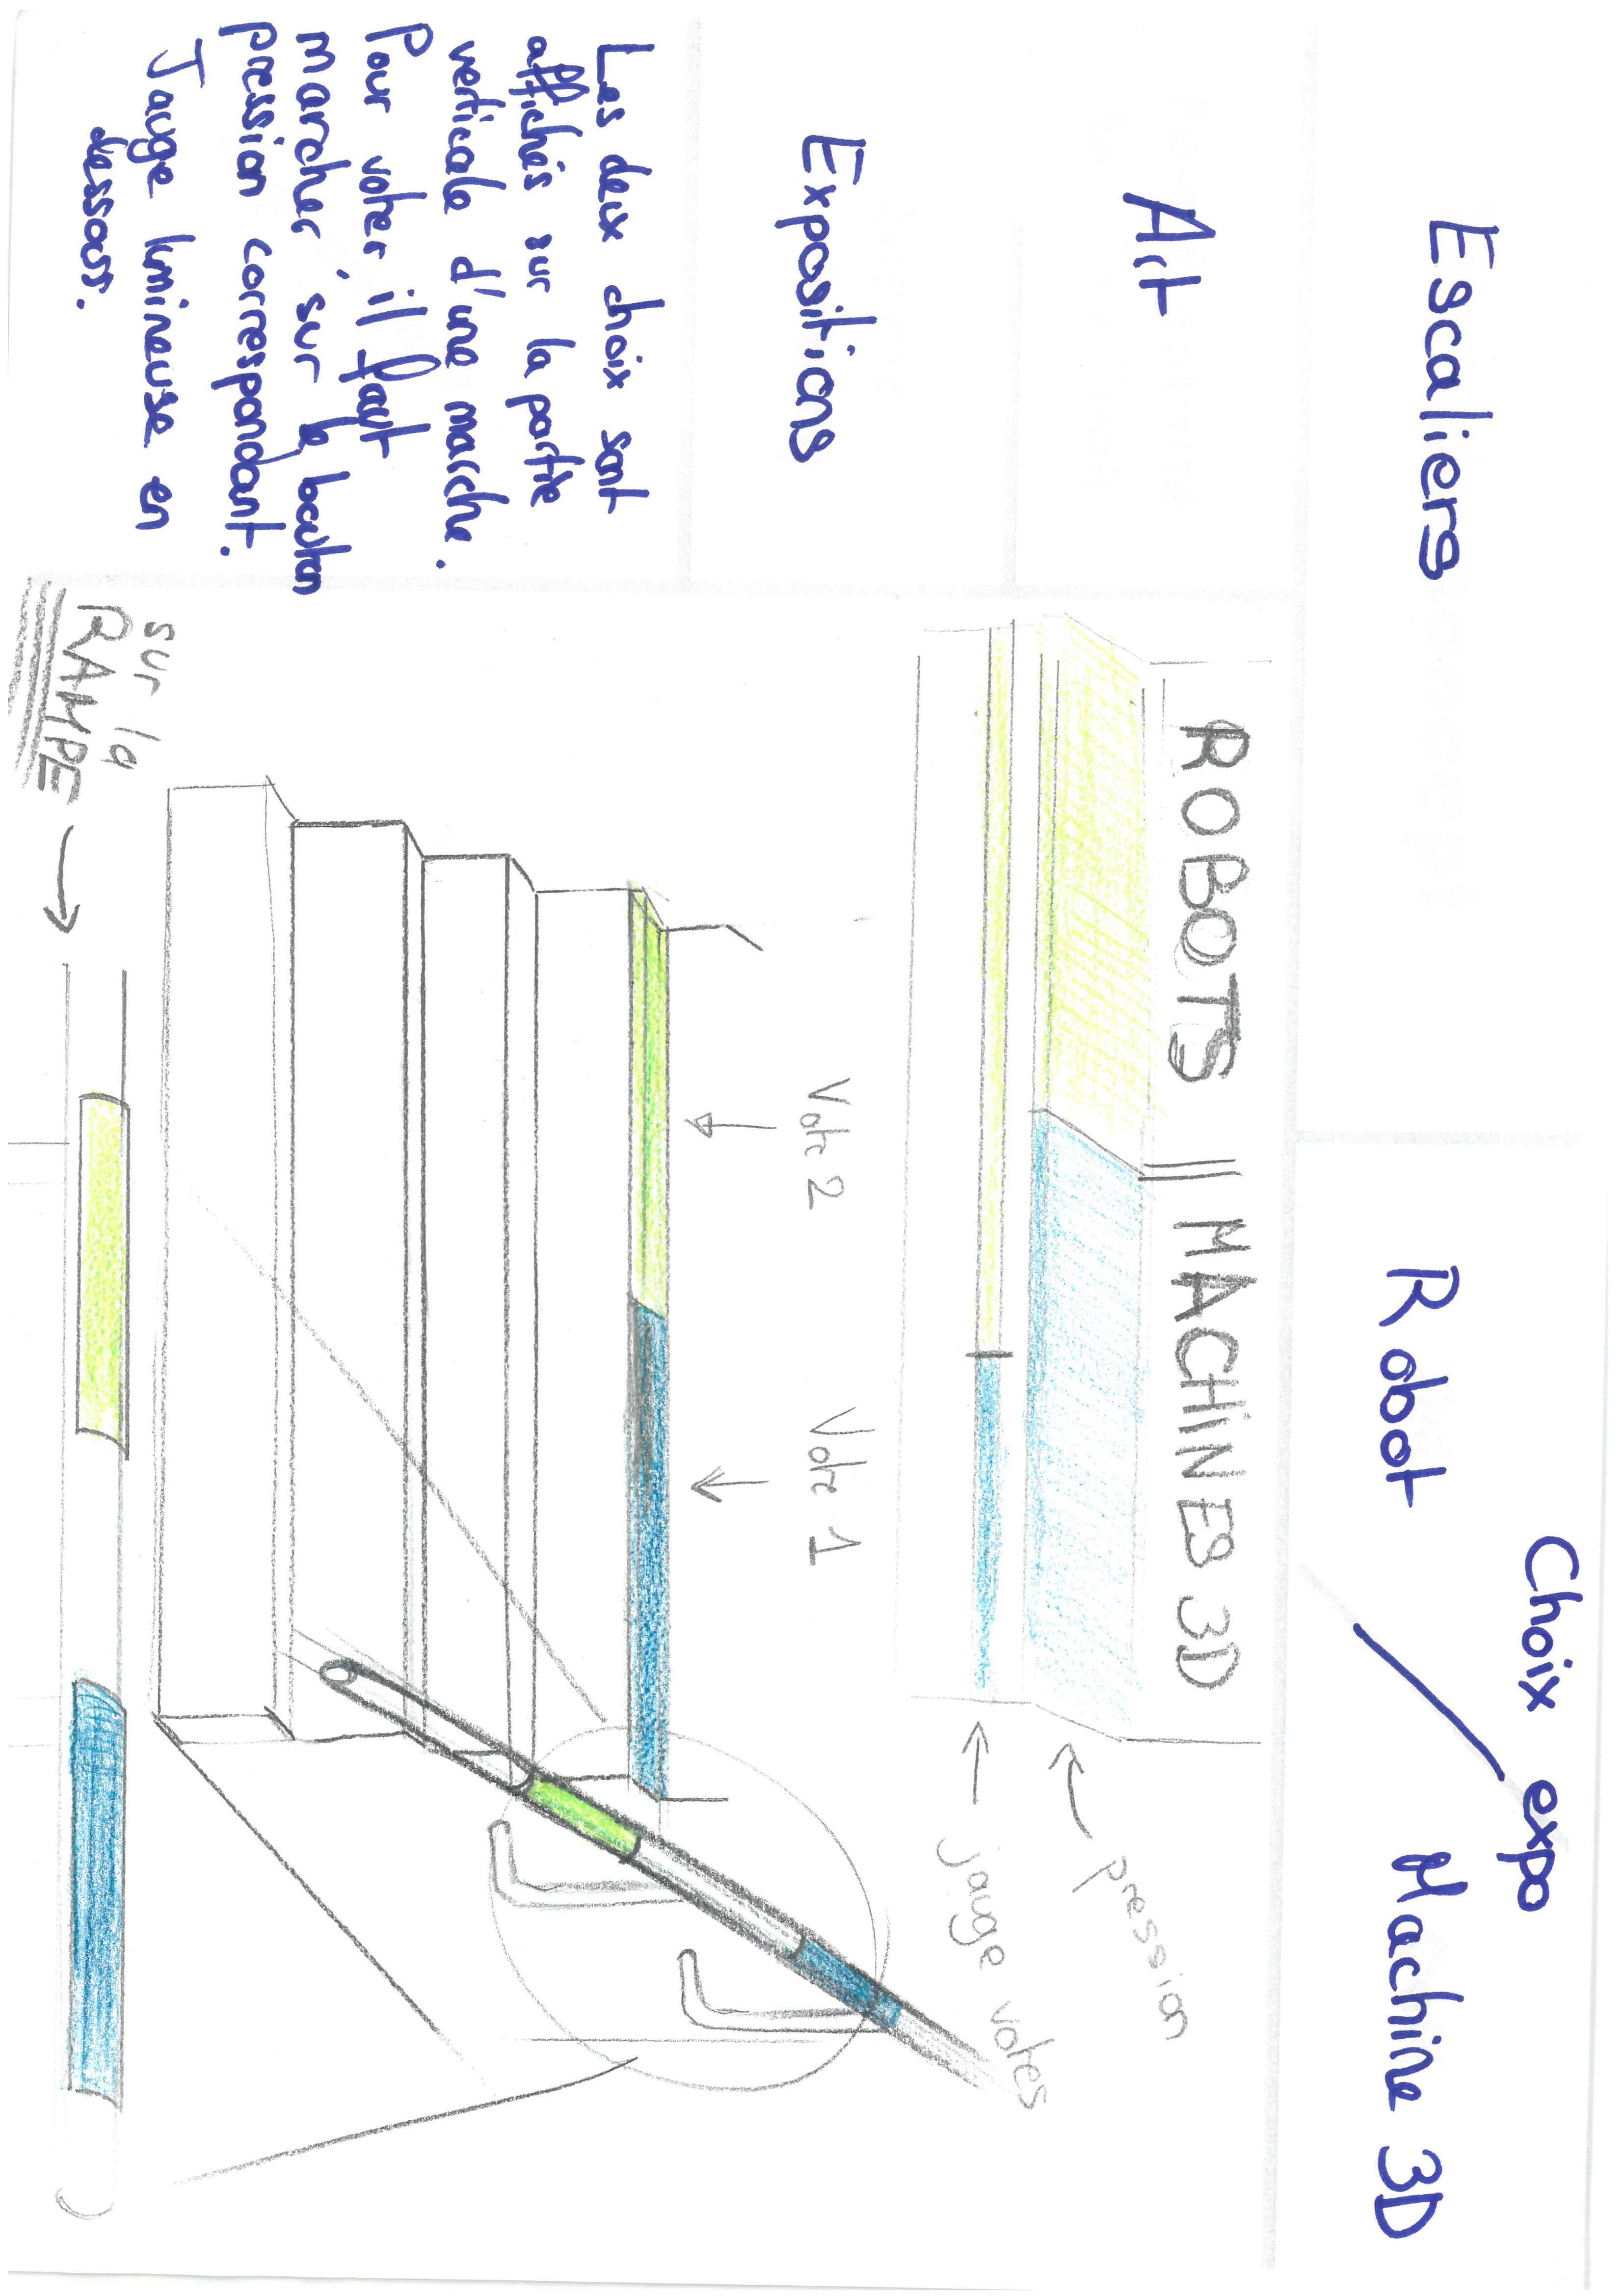 Escaliers
Choix expo
Robot / Machine 3D
Art
Expositions
Les deux choix sont
affichés sur la partie
verticale d'une marche.
Pour voter, il faut
marcher sur le bouton
pression correspondant.
Jauge lumineuse en
dessous.
ROBOTS || MACHINES 3D
pression
jauge votes
Vote 2
Vote 1
sur la
RAMPE